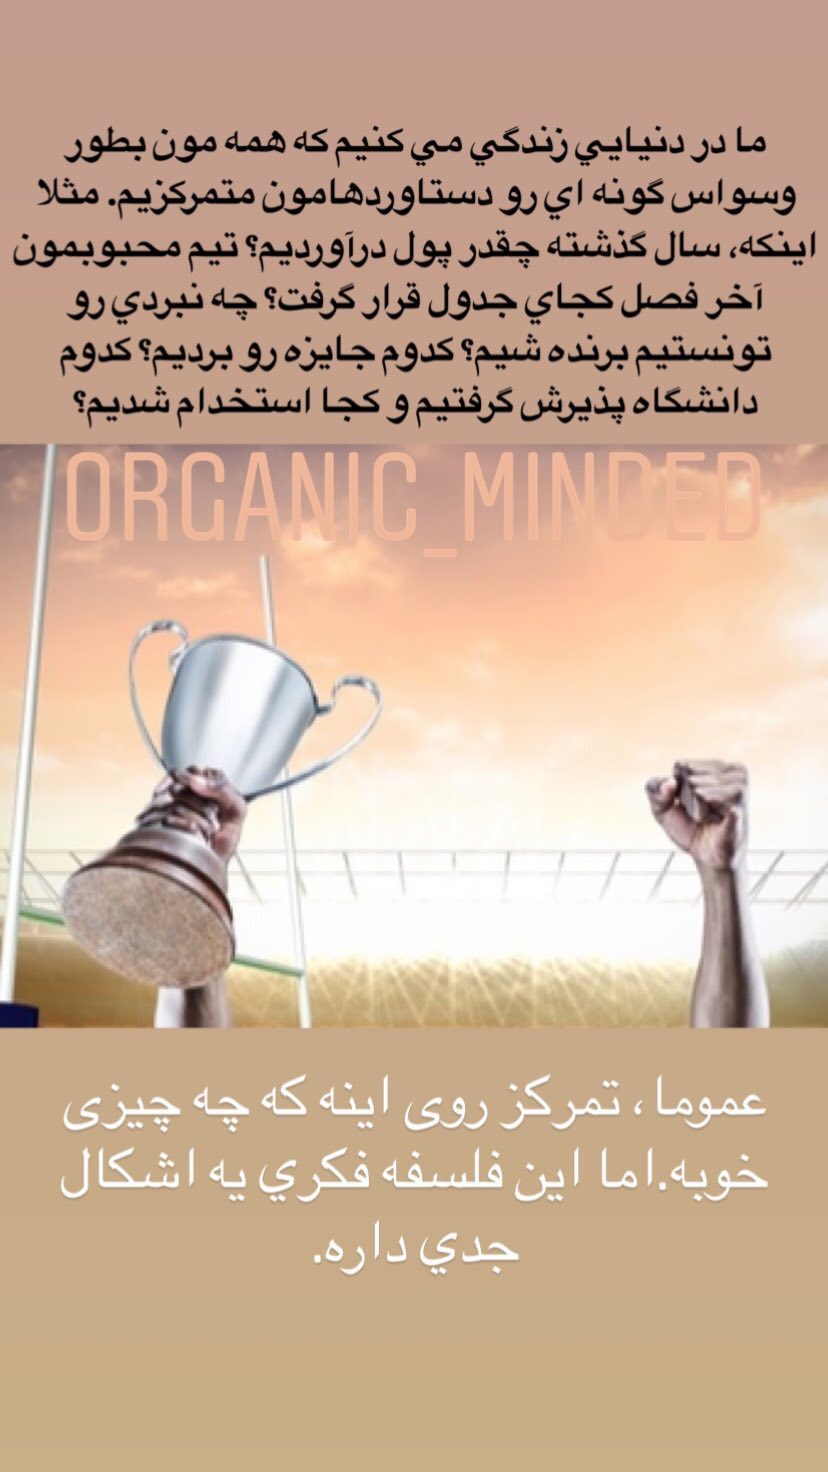 ما در دنيايي زندگي مي كنيم كه همه مون بطور
وسواس گونه اي رو دستاوردهامون متمركزيم. مثلا
اينكه، سال گذشته چقدر پول درآورديم؟ تيم محبوبمون
آخر فصل كجاي جدول قرار گرفت؟ چه نبردي رو
تونستيم برنده شيم؟ كدوم جايزه رو برديم؟ كدوم
دانشگاه پذيرش گرفتيم و كجا استخدام شديم؟
ORGANIC_MINDED
عموما، تمرکز روی اینه که چه چیزی
خوبه.اما این فلسفه فكري یه اشکال
جدي داره.